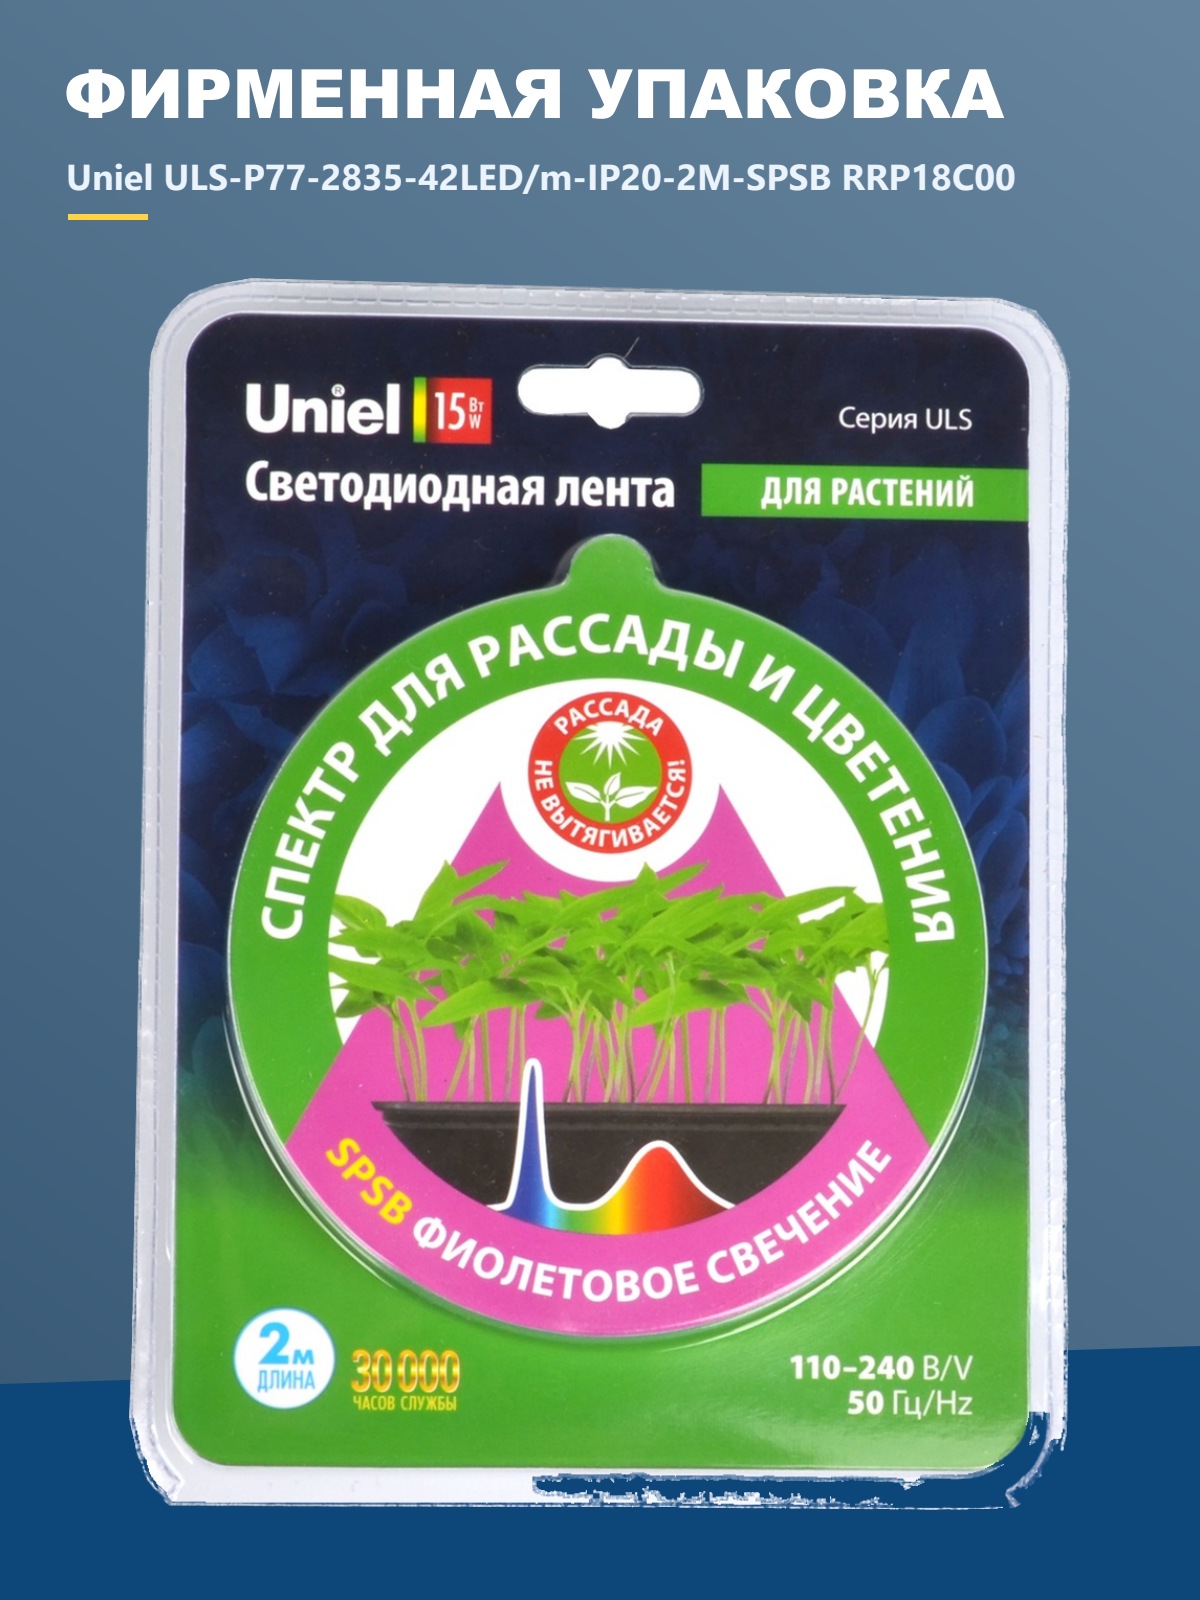 ФИРМЕННАЯ УПАКОВКА
Uniel ULS-P77-2835-42LED/m-IP20-2M-SPSB RRP18C00
Uniel® 15 Вт W
Серия ULS
Светодиодная лента
ДЛЯ РАСТЕНИЙ
СПЕКТР ДЛЯ РАССАДЫ И ЦВЕТЕНИЯ
РАССАДА
НЕ ВЫТЯГИВАЕТСЯ!
SPSB ФИОЛЕТОВОЕ СВЕЧЕНИЕ
2м
ДЛИНА
30 000
ЧАСОВ СЛУЖБЫ
110–240 В/V
50 Гц/Hz